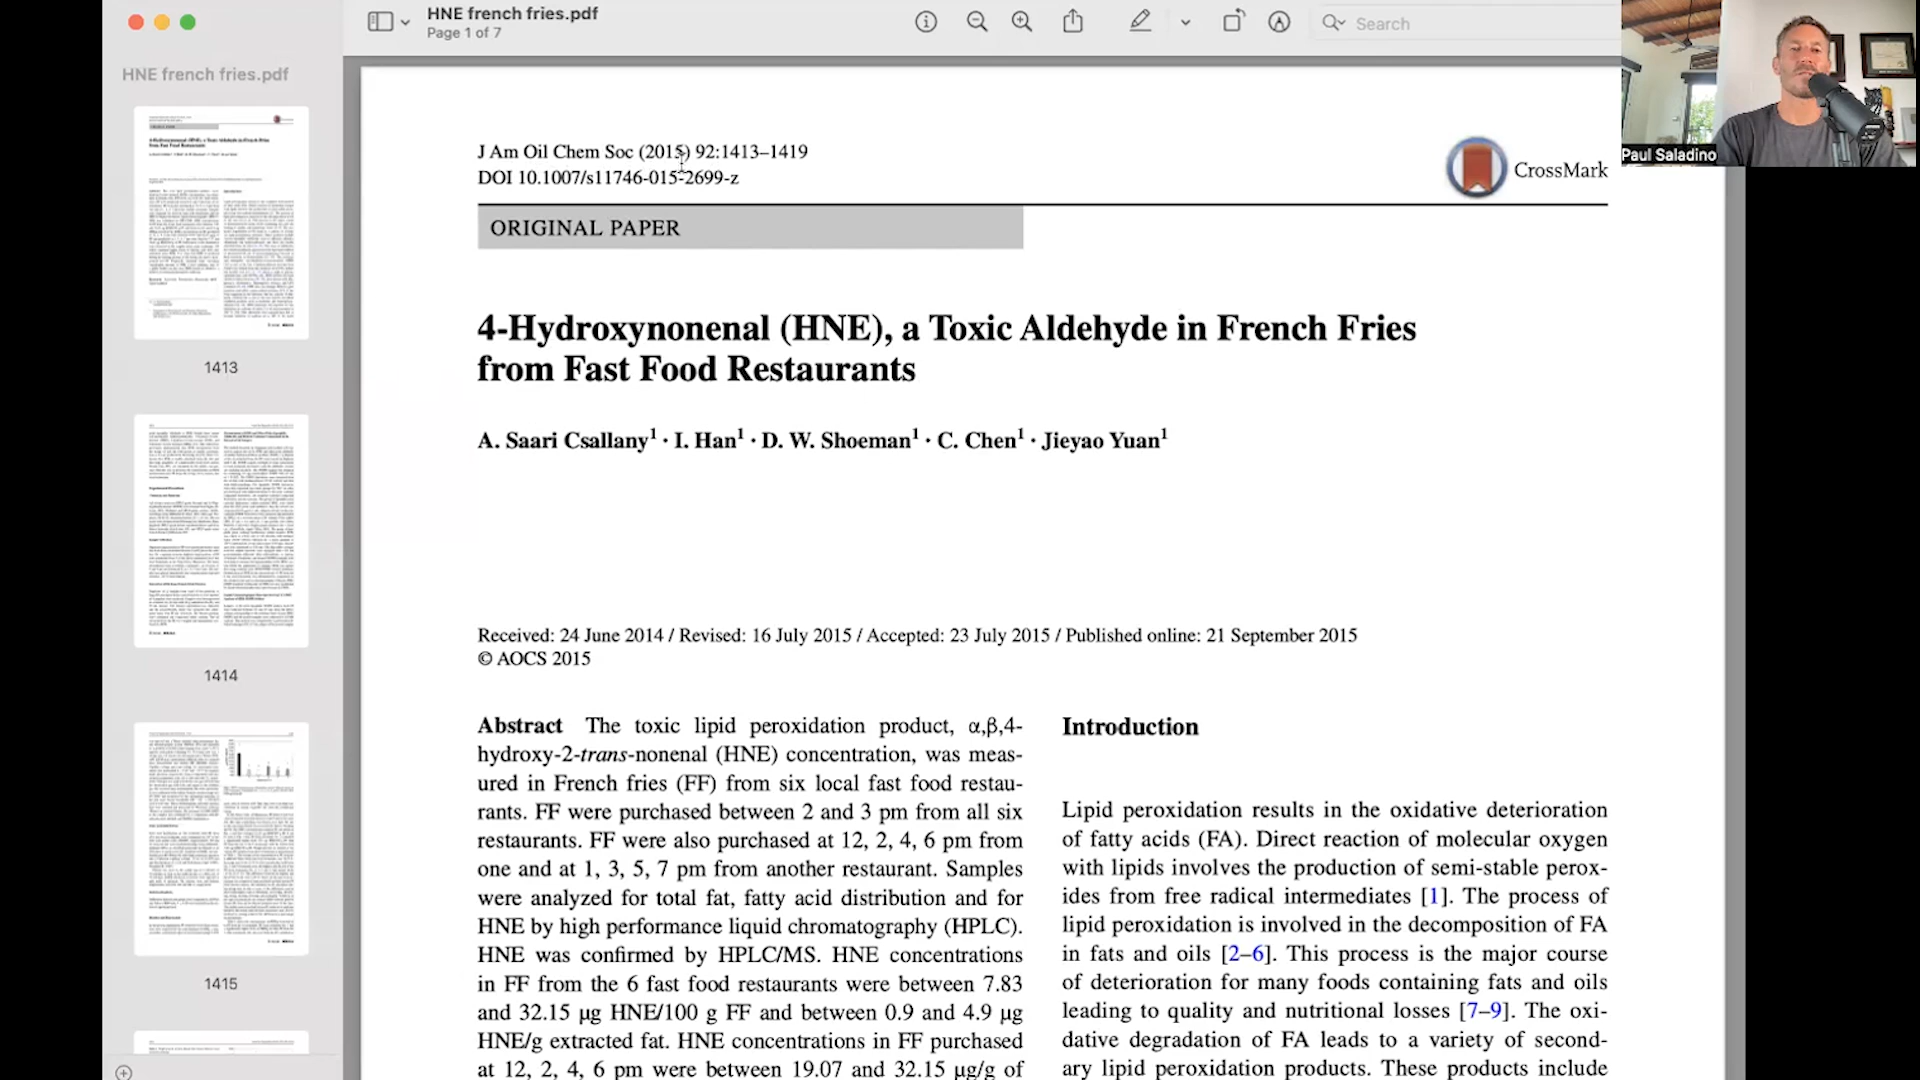 HNE french fries.pdf
Page 1 of 7
Search
HNE french fries.pdf
1413
1414
1415
Paul Saladino
J Am Oil Chem Soc (2015) 92:1413–1419
DOI 10.1007/s11746-015-2699-z
CrossMark
ORIGINAL PAPER
4-Hydroxynonenal (HNE), a Toxic Aldehyde in French Fries
from Fast Food Restaurants
A. Saari Csallany¹ · I. Han¹ · D. W. Shoeman¹ · C. Chen¹ · Jieyao Yuan¹
Received: 24 June 2014 / Revised: 16 July 2015 / Accepted: 23 July 2015 / Published online: 21 September 2015
© AOCS 2015
Abstract The toxic lipid peroxidation product, α,β,4-
hydroxy-2-trans-nonenal (HNE) concentration, was meas-
ured in French fries (FF) from six local fast food restau-
rants. FF were purchased between 2 and 3 pm from all six
restaurants. FF were also purchased at 12, 2, 4, 6 pm from
one and at 1, 3, 5, 7 pm from another restaurant. Samples
were analyzed for total fat, fatty acid distribution and for
HNE by high performance liquid chromatography (HPLC).
HNE was confirmed by HPLC/MS. HNE concentrations
in FF from the 6 fast food restaurants were between 7.83
and 32.15 µg HNE/100 g FF and between 0.9 and 4.9 µg
HNE/g extracted fat. HNE concentrations in FF purchased
at 12, 2, 4, 6 pm were between 19.07 and 32.15 µg/g of
Introduction
Lipid peroxidation results in the oxidative deterioration
of fatty acids (FA). Direct reaction of molecular oxygen
with lipids involves the production of semi-stable perox-
ides from free radical intermediates [1]. The process of
lipid peroxidation is involved in the decomposition of FA
in fats and oils [2–6]. This process is the major course
of deterioration for many foods containing fats and oils
leading to quality and nutritional losses [7–9]. The oxi-
dative degradation of FA leads to a variety of second-
ary lipid peroxidation products. These products include